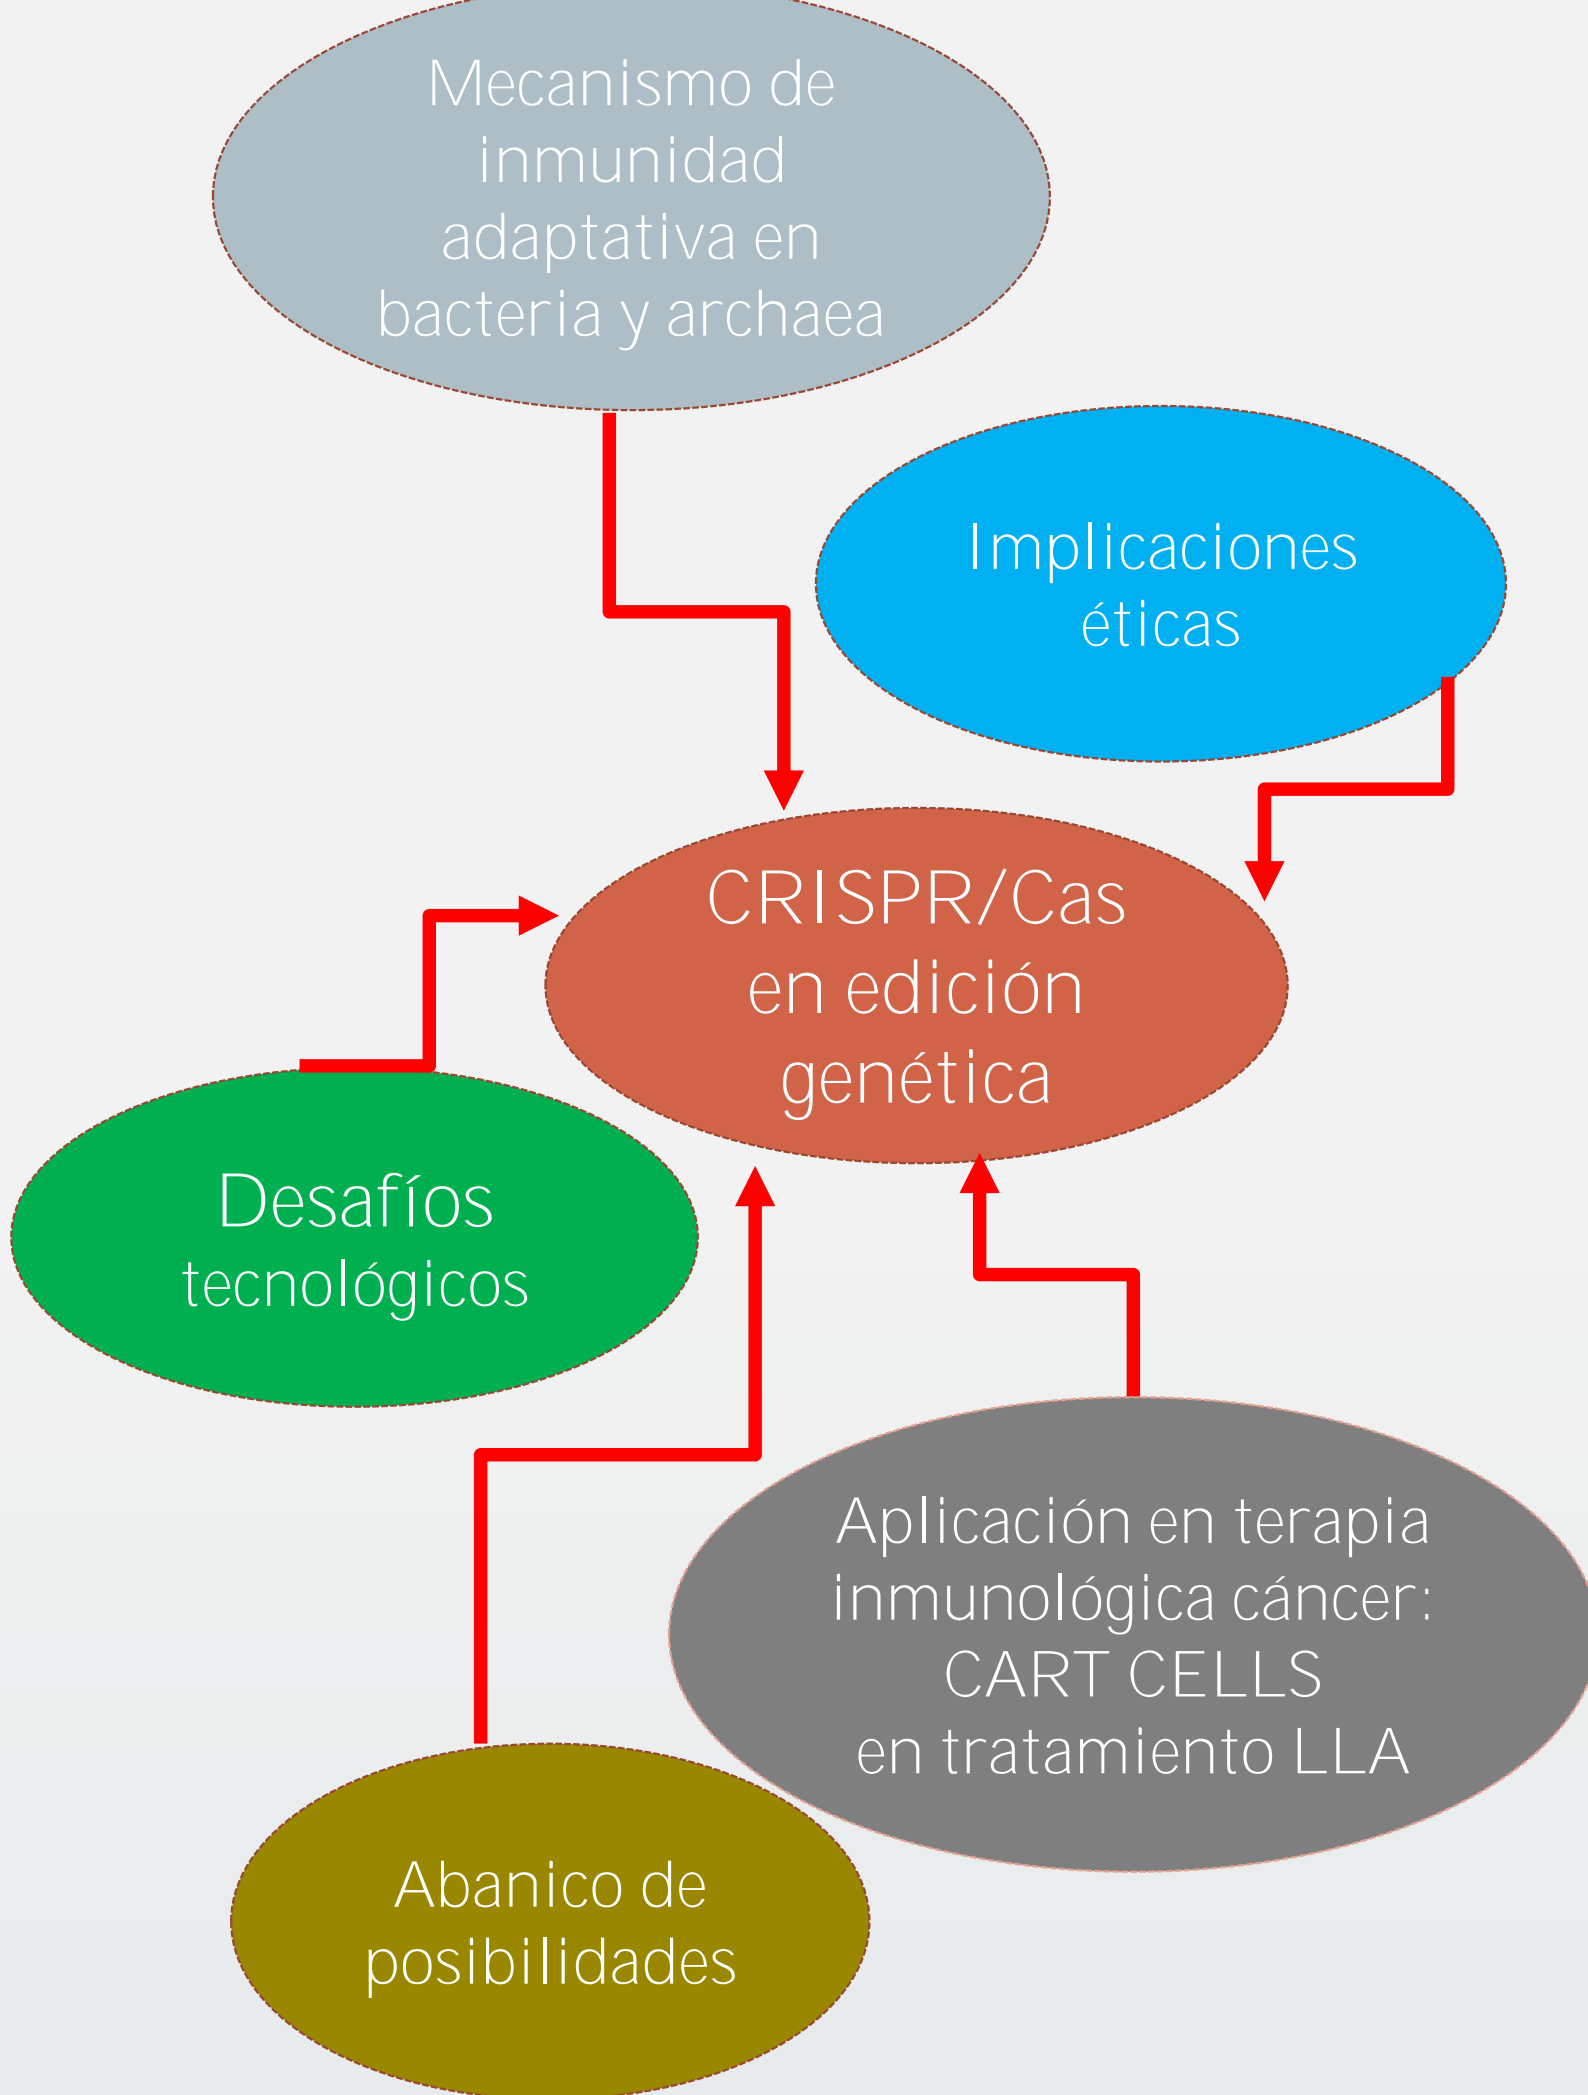 Mecanismo de
inmunidad
adaptativa en
bacteria y archaea
Implicaciones
éticas
CRISPR/Cas
en edición
genética
Desafíos
tecnológicos
Aplicación en terapia
inmunológica cáncer:
CART CELLS
en tratamiento LLA
Abanico de
posibilidades